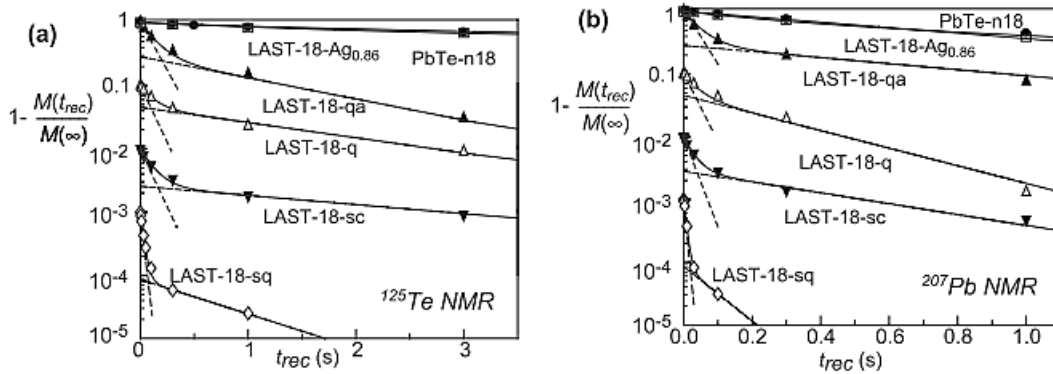 (a)
1
0.1
10-2
10-3
10-4
10-5
1- M(trec)
M(∞)
LAST-18-Ag0.86
PbTe-n18
LAST-18-qa
LAST-18-q
LAST-18-sc
LAST-18-sq
125Te NMR
0
1
2
3
trec (s)
(b)
1
0.1
10-2
10-3
10-4
10-5
1- M(trec)
M(∞)
PbTe-n18
LAST-18-Ag0.86
LAST-18-qa
LAST-18-q
LAST-18-sc
LAST-18-sq
207Pb NMR
0.0
0.2
0.4
0.6
0.8
1.0
trec (s)